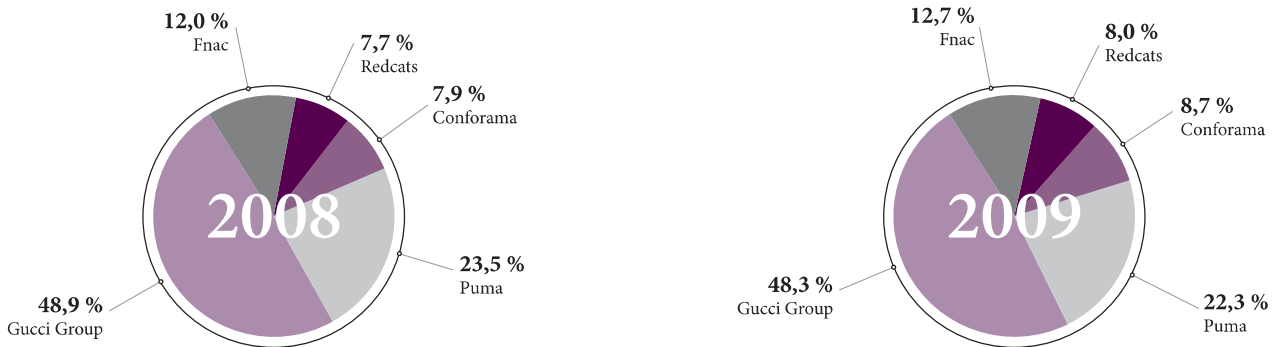 12,0 %
Fnac
7,7 %
Redcats
7,9 %
Conforama
2008
23,5 %
Puma
48,9 %
Gucci Group
12,7 %
Fnac
8,0 %
Redcats
8,7 %
Conforama
2009
48,3 %
Gucci Group
22,3 %
Puma